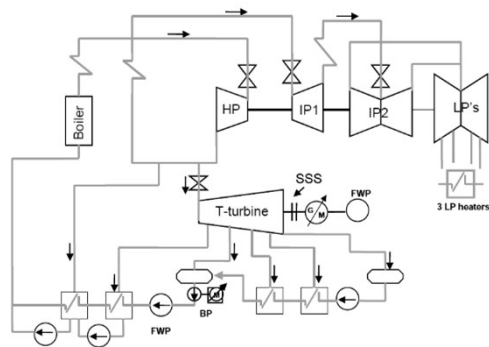 Boiler
HP
IP1
IP2
LP's
SSS
FWP
G
M
T-turbine
3 LP heaters
M
FWP
BP